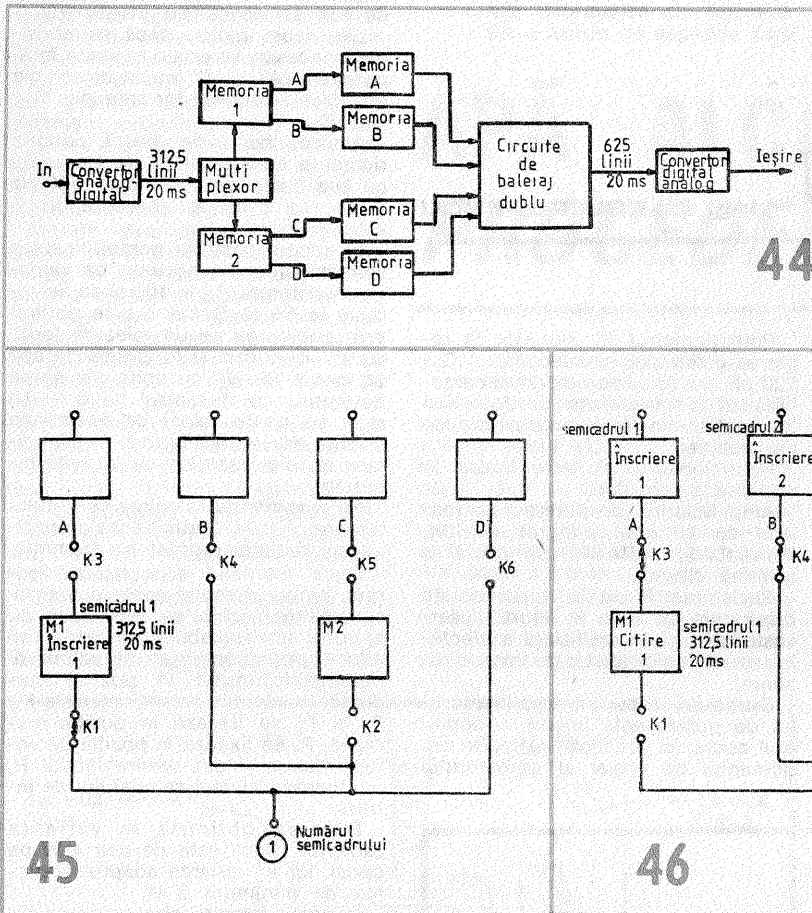 In
Convertor
analog-
digital
312,5
linii
20 ms
Multi
plexor
Memoria
1
Memoria
2
A
B
C
D
Memoria
A
Memoria
B
Memoria
C
Memoria
D
Circuite
de
baleiaj
dublu
625
linii
20 ms
Convertor
digital
analog
Ieșire
44
A
B
C
D
K3
K4
K5
K6
semicadrul 1
M1
Înscriere
1
312,5 linii
20 ms
M2
K1
K2
1
Numărul
semicadrului
45
semicadrul 1
Înscriere
1
semicadrul 2
Înscriere
2
A
B
K3
K4
M1
Citire
semicadrul 1
312,5 linii
20 ms
K1
46